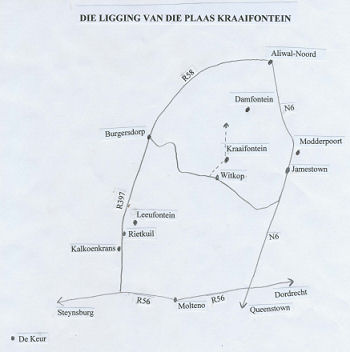 DIE LIGGING VAN DIE PLAAS KRAAIFONTEIN
Aliwal-Noord
R58
Damfontein
N6
Burgersdorp
Modderpoort
Kraaifontein
Jamestown
Witkop
R397
Leeufontein
Rietkuil
N6
Kalkoenkrans
Dordrecht
R56
R56
Steynsburg
Molteno
Queenstown
De Keur